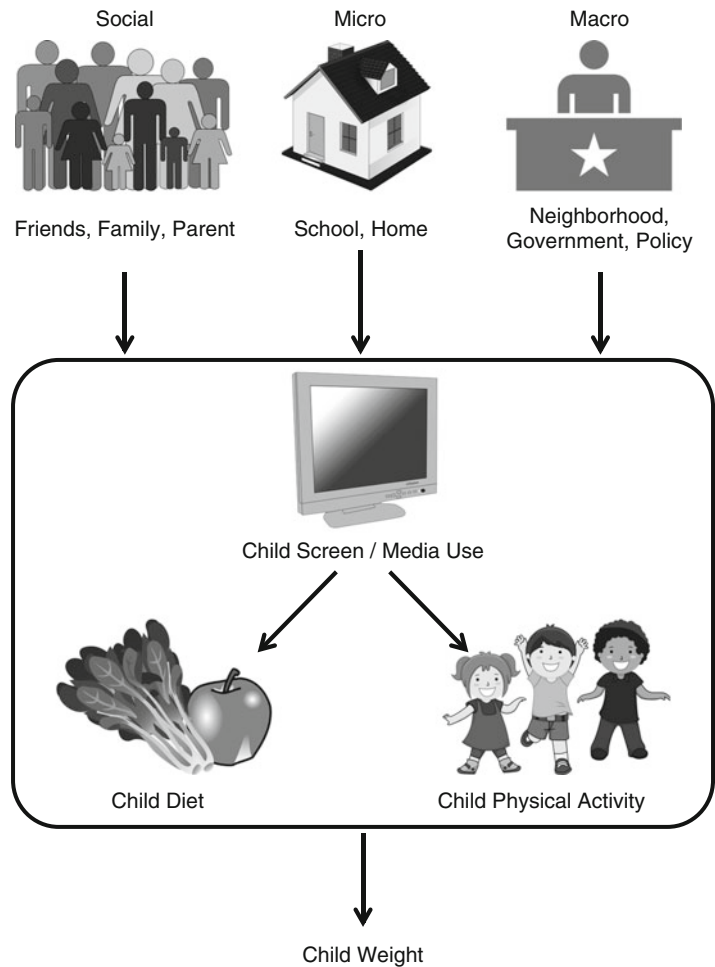 Social
Micro
Macro
Friends, Family, Parent
School, Home
Neighborhood,
Government, Policy
Child Screen / Media Use
Child Diet
Child Physical Activity
Child Weight